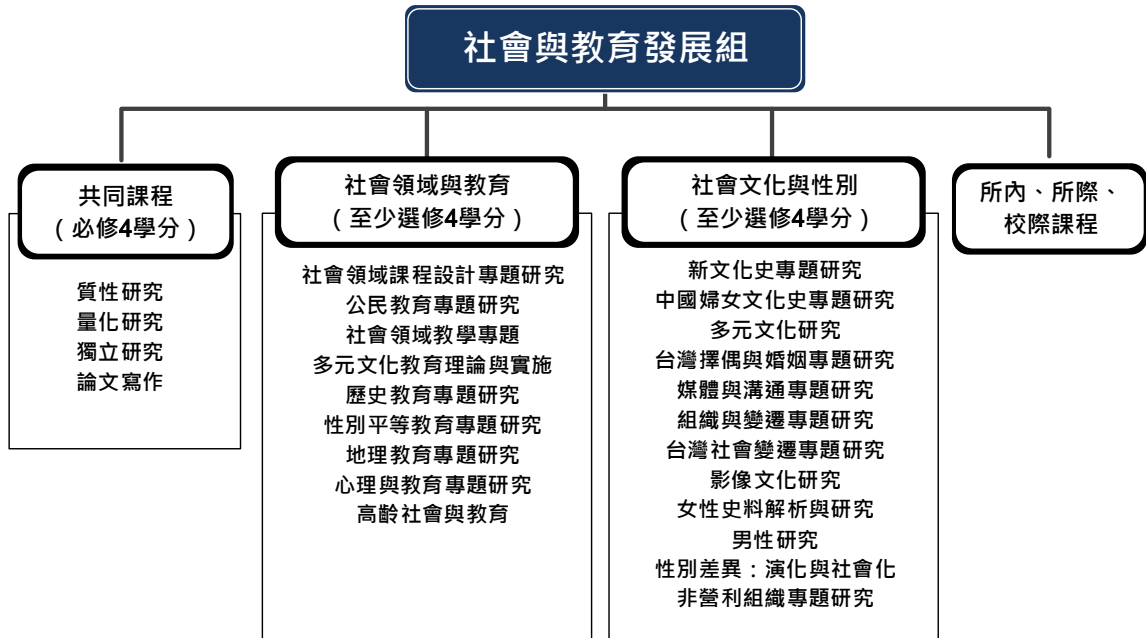 社會與教育發展組
共同課程
（必修4學分）
質性研究
量化研究
獨立研究
論文寫作
社會領域與教育
（至少選修4學分）
社會領域課程設計專題研究
公民教育專題研究
社會領域教學專題
多元文化教育理論與實施
歷史教育專題研究
性別平等教育專題研究
地理教育專題研究
心理與教育專題研究
高齡社會與教育
社會文化與性別
（至少選修4學分）
新文化史專題研究
中國婦女文化史專題研究
多元文化研究
台灣擇偶與婚姻專題研究
媒體與溝通專題研究
組織與變遷專題研究
台灣社會變遷專題研究
影像文化研究
女性史料解析與研究
男性研究
性別差異：演化與社會化
非營利組織專題研究
所內、所際、
校際課程